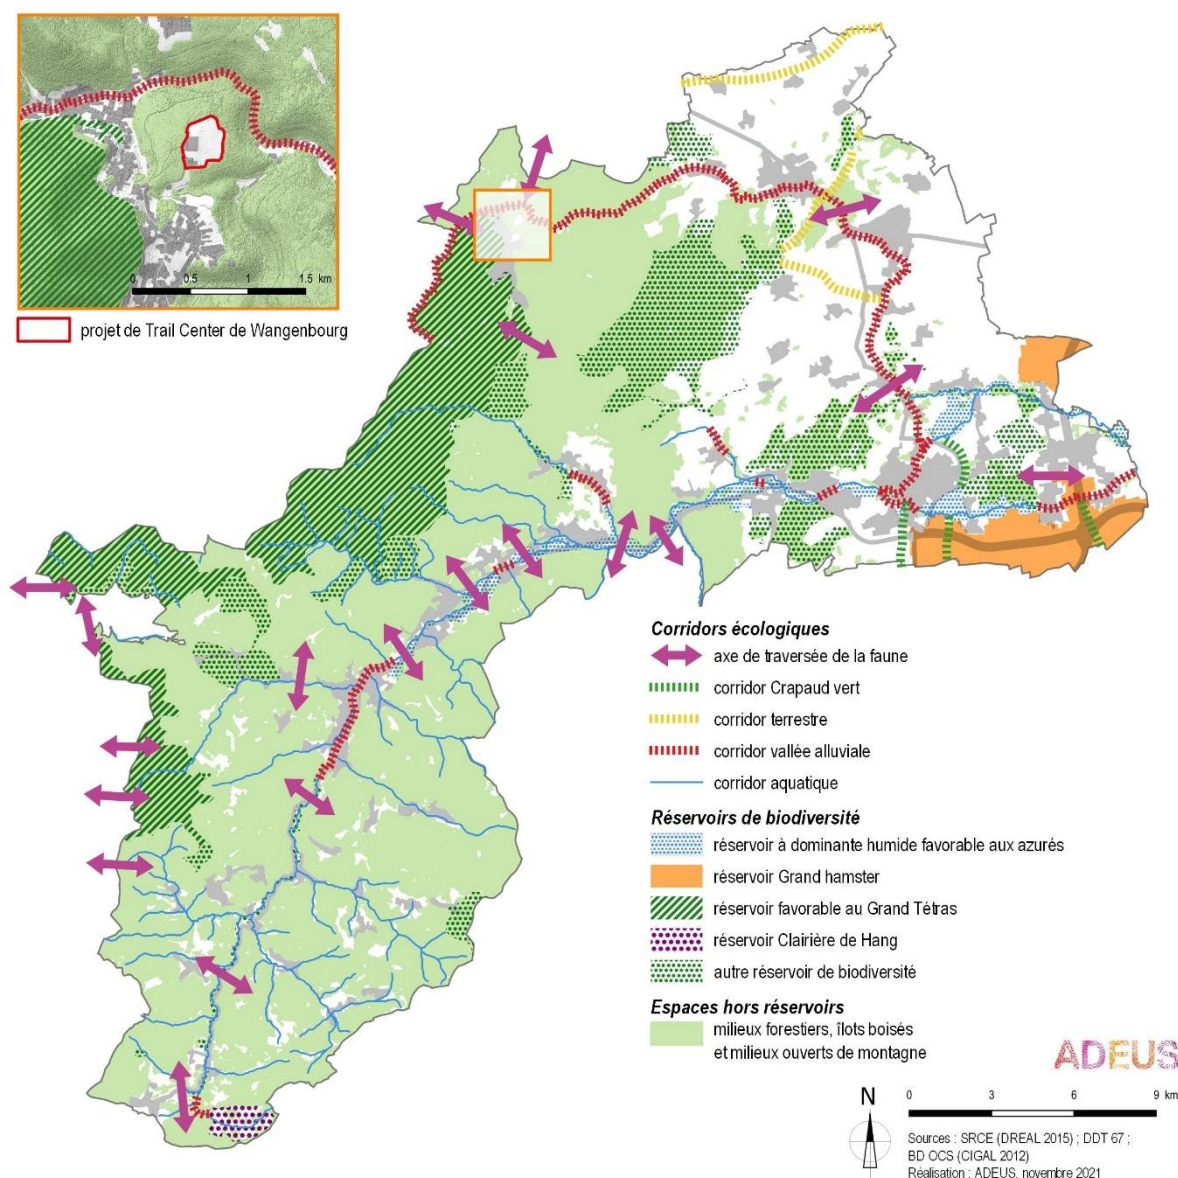 0 0.5 1 1.5 km
projet de Trail Center de Wangenbourg
Corridors écologiques
axe de traversée de la faune
corridor Crapaud vert
corridor terrestre
corridor vallée alluviale
corridor aquatique
Réservoirs de biodiversité
réservoir à dominante humide favorable aux azurés
réservoir Grand hamster
réservoir favorable au Grand Tétras
réservoir Clairière de Hang
autre réservoir de biodiversité
Espaces hors réservoirs
milieux forestiers, îlots boisés
et milieux ouverts de montagne
ADEUS
N
0 3 6 9 km
Sources : SRCE (DREAL 2015) ; DDT 67 ;
BD OCS (CIGAL 2012)
Réalisation : ADEUS, novembre 2021